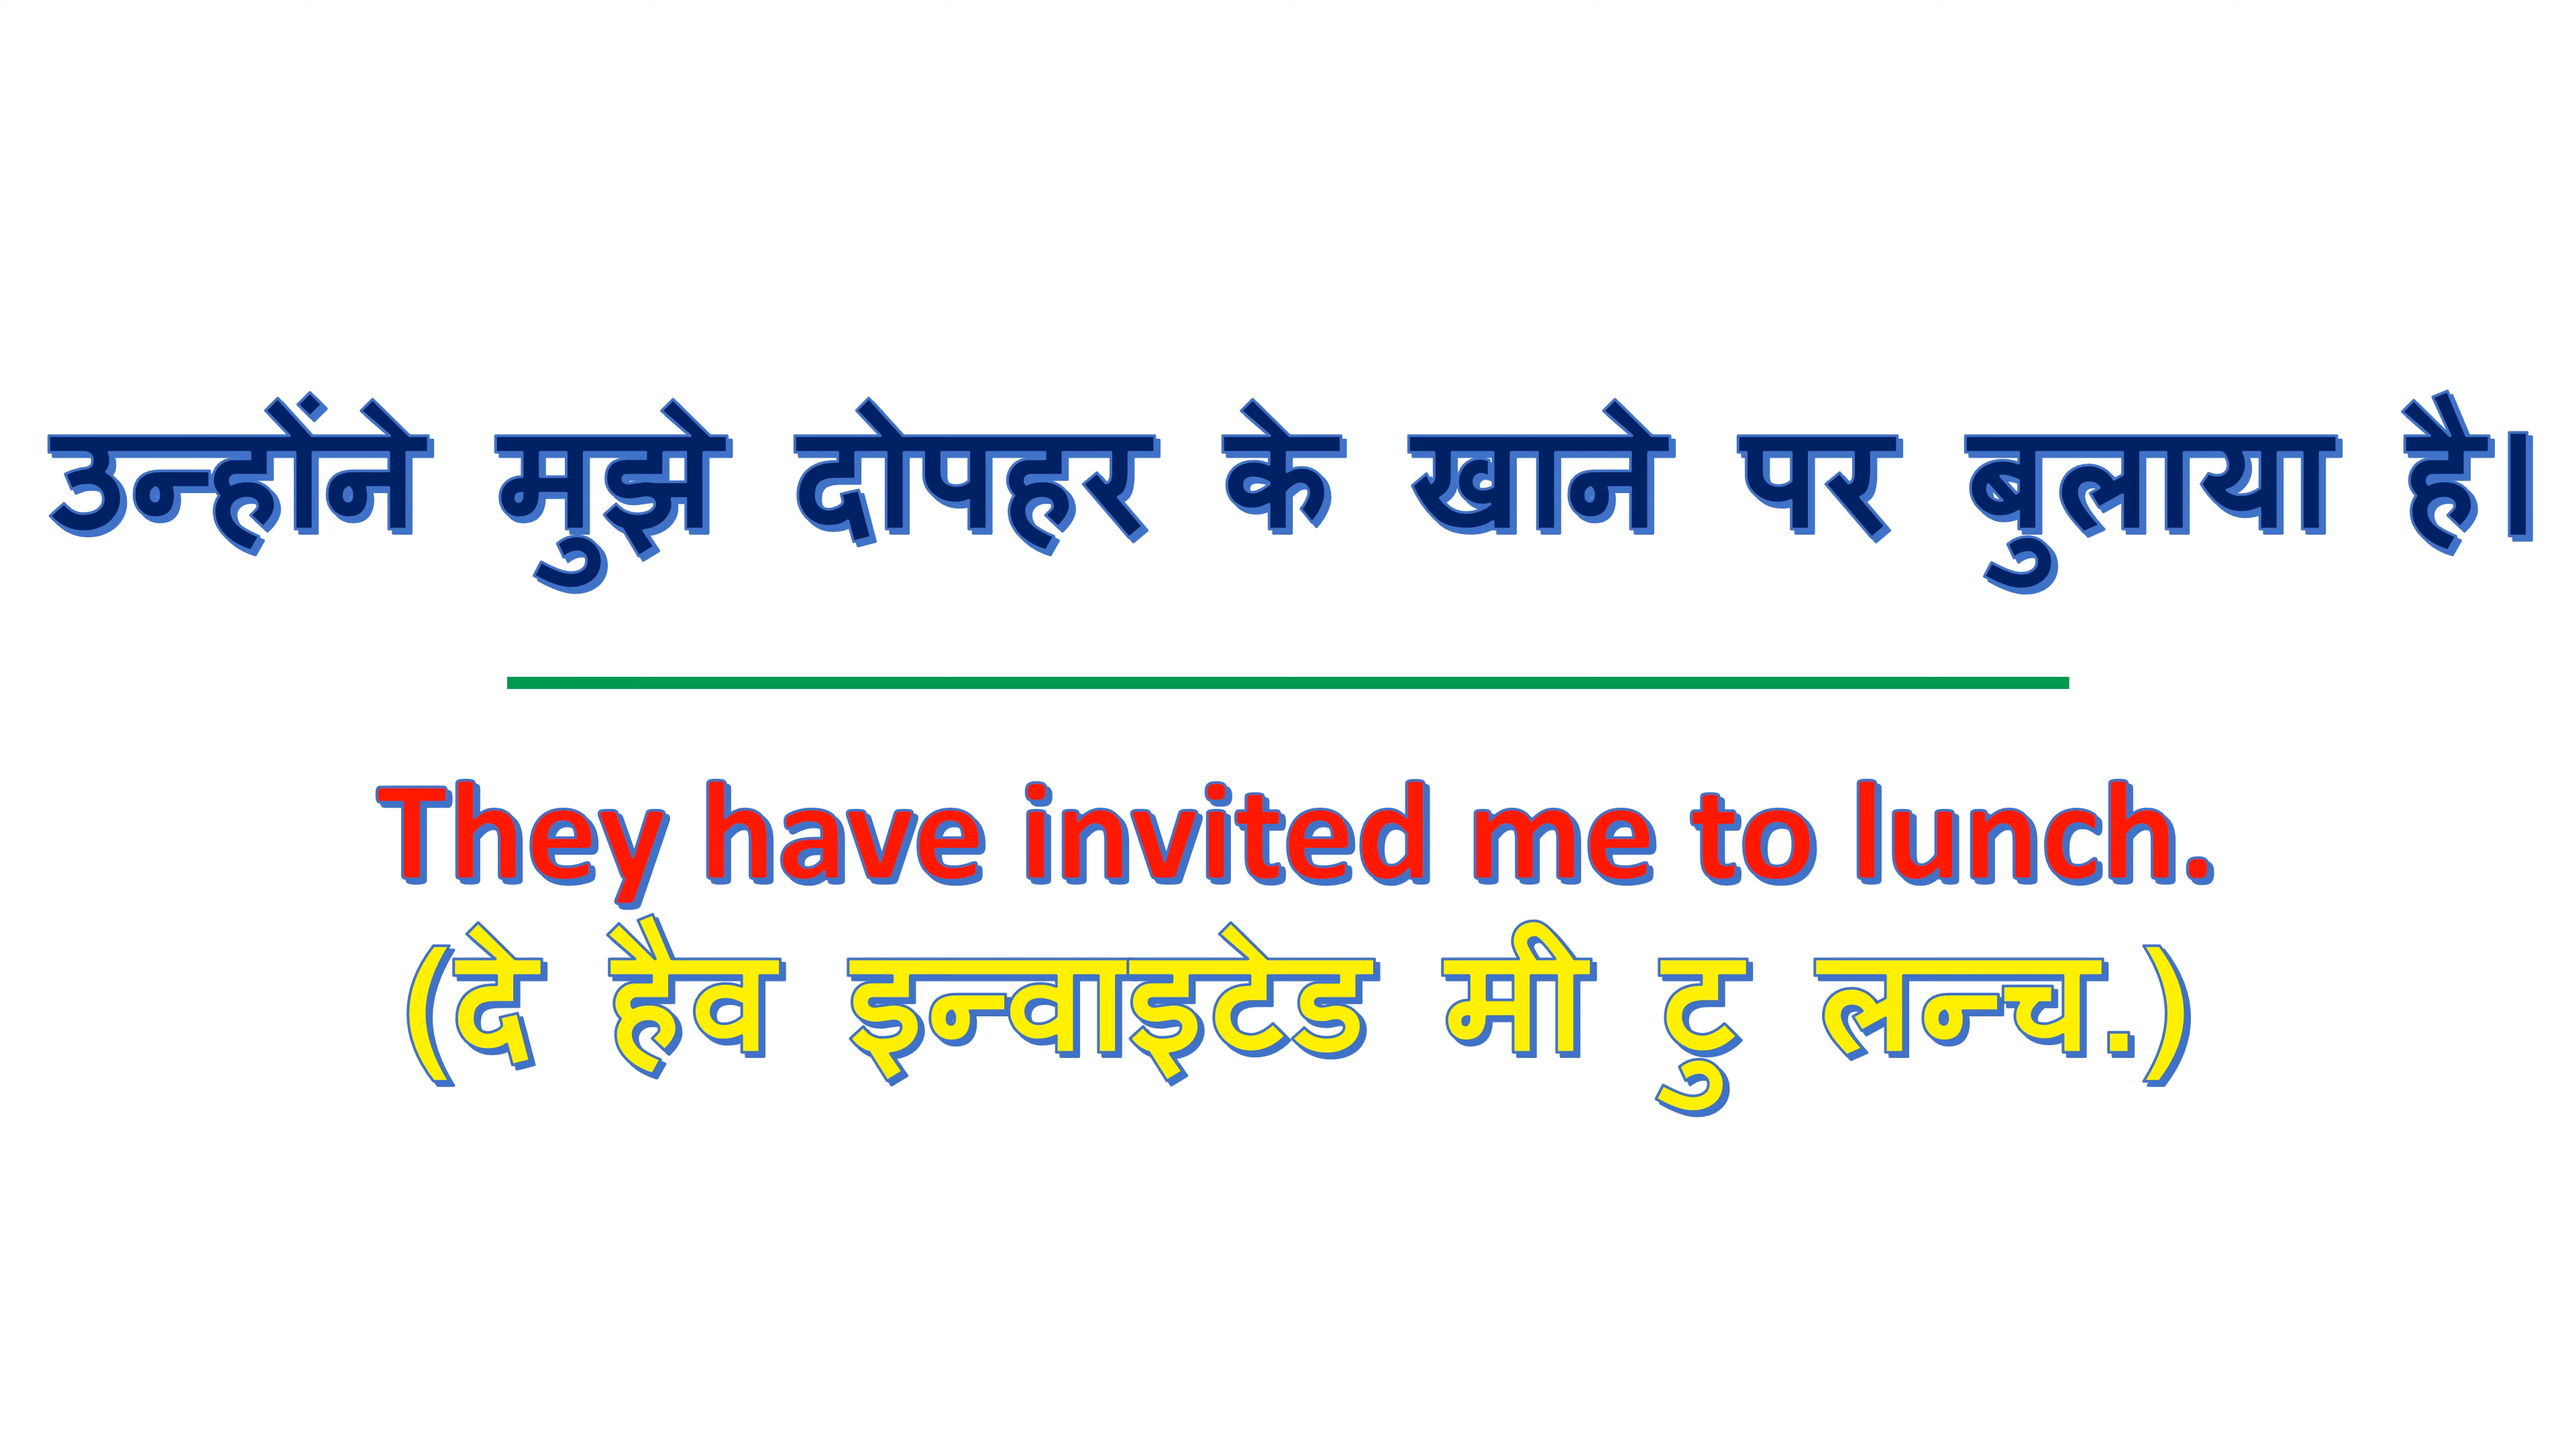 उन्होंने मुझे दोपहर के खाने पर बुलाया है।
They have invited me to lunch.
(दे हैव इन्वाइटेड मी टु लन्च.)